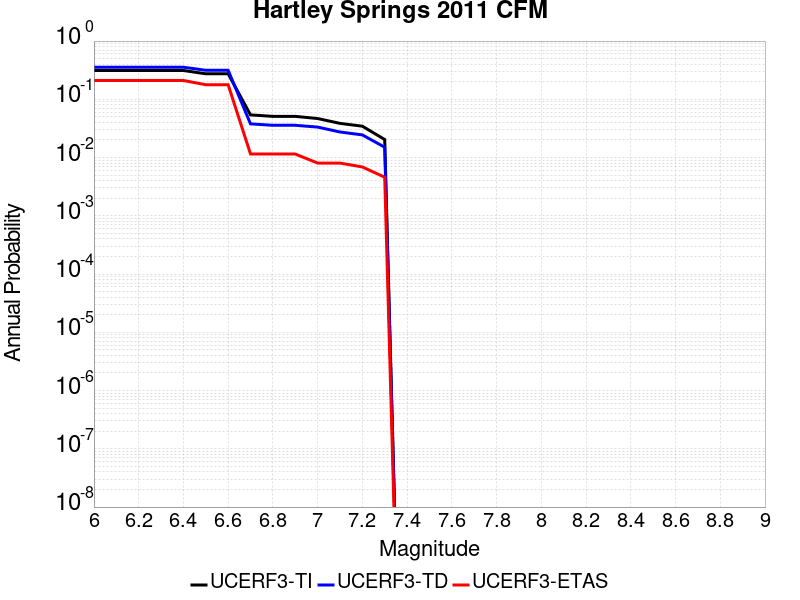 Hartley Springs 2011 CFM
Annual Probability
10^0
10^-1
10^-2
10^-3
10^-4
10^-5
10^-6
10^-7
10^-8
6 6.2 6.4 6.6 6.8 7 7.2 7.4 7.6 7.8 8 8.2 8.4 8.6 8.8 9
Magnitude
UCERF3-TI UCERF3-TD UCERF3-ETAS